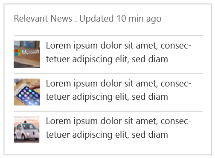 Relevant News . Updated 10 min ago
Lorem ipsum dolor sit amet, consec-
tetuer adipiscing elit, sed diam
Lorem ipsum dolor sit amet, consec-
tetuer adipiscing elit, sed diam
Lorem ipsum dolor sit amet, consec-
tetuer adipiscing elit, sed diam